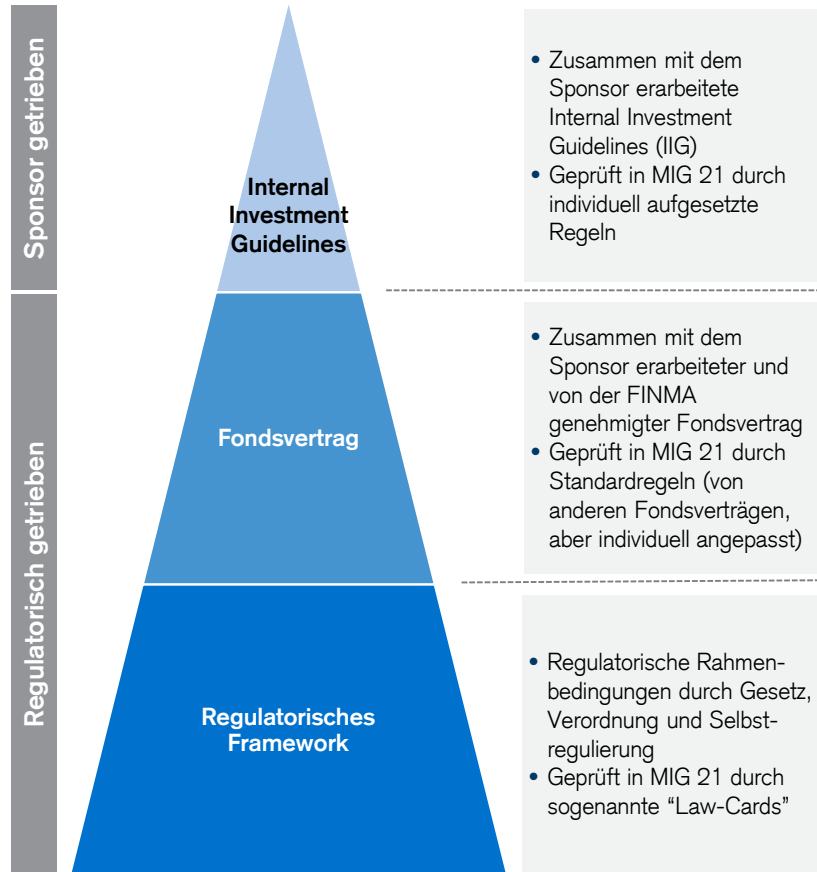 Sponsor getrieben
Internal
Investment
Guidelines
• Zusammen mit dem
Sponsor erarbeitete
Internal Investment
Guidelines (IIG)
• Geprüft in MIG 21 durch
individuell aufgesetzte
Regeln
Regulatorisch getrieben
Fondsvertrag
• Zusammen mit dem
Sponsor erarbeiteter und
von der FINMA
genehmigter Fondsvertrag
• Geprüft in MIG 21 durch
Standardregeln (von
anderen Fondsverträgen,
aber individuell angepasst)
Regulatorisches
Framework
• Regulatorische Rahmen-
bedingungen durch Gesetz,
Verordnung und Selbst-
regulierung
• Geprüft in MIG 21 durch
sogenannte “Law-Cards”